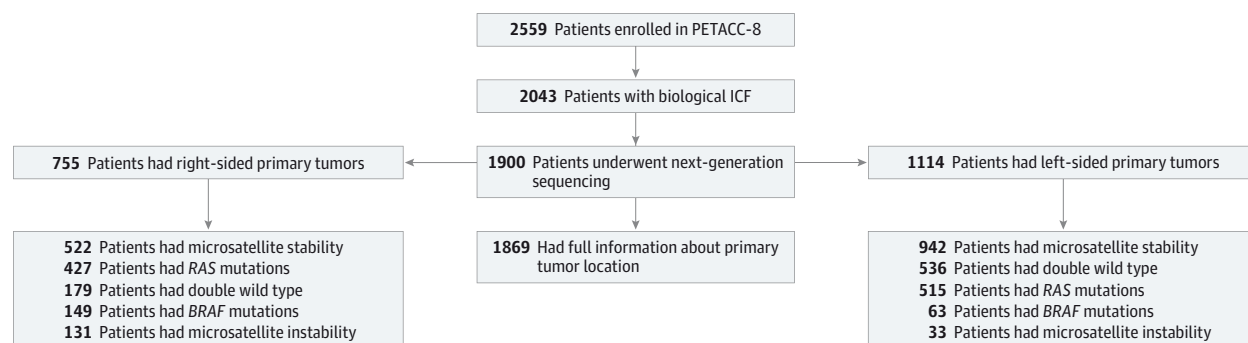 2559 Patients enrolled in PETACC-8
2043 Patients with biological ICF
755 Patients had right-sided primary tumors
1900 Patients underwent next-generation
sequencing
1114 Patients had left-sided primary tumors
522 Patients had microsatellite stability
427 Patients had RAS mutations
179 Patients had double wild type
149 Patients had BRAF mutations
131 Patients had microsatellite instability
1869 Had full information about primary
tumor location
942 Patients had microsatellite stability
536 Patients had double wild type
515 Patients had RAS mutations
63 Patients had BRAF mutations
33 Patients had microsatellite instability